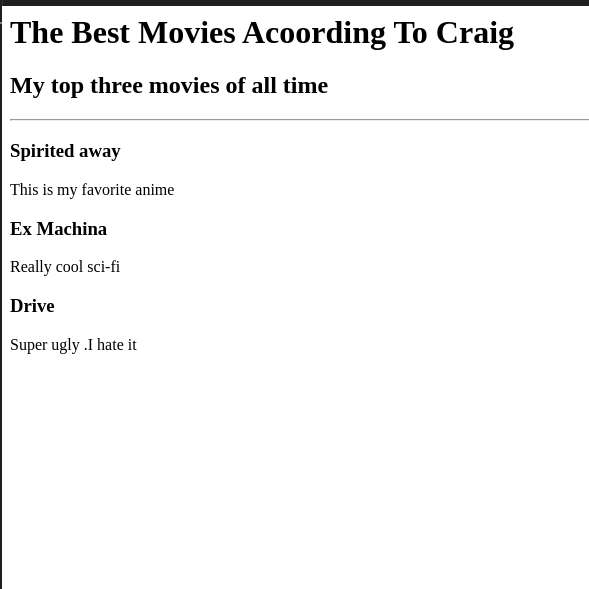 The Best Movies Acoording To Craig
My top three movies of all time
Spirited away
This is my favorite anime
Ex Machina
Really cool sci-fi
Drive
Super ugly .I hate it